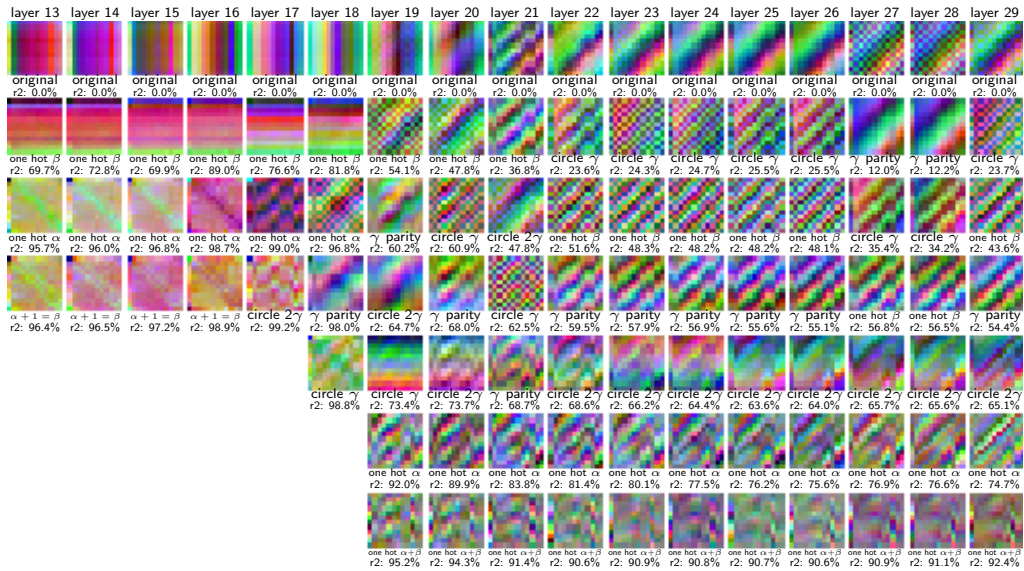 layer 13 layer 14 layer 15 layer 16 layer 17 layer 18 layer 19 layer 20 layer 21 layer 22 layer 23 layer 24 layer 25 layer 26 layer 27 layer 28 layer 29
original original original original original original original original original original original original original original original original original
r2: 0.0% r2: 0.0% r2: 0.0% r2: 0.0% r2: 0.0% r2: 0.0% r2: 0.0% r2: 0.0% r2: 0.0% r2: 0.0% r2: 0.0% r2: 0.0% r2: 0.0% r2: 0.0% r2: 0.0% r2: 0.0% r2: 0.0%
one hot β one hot β one hot β one hot β one hot β one hot β one hot β one hot β one hot β circle γ circle γ circle γ circle γ circle γ γ parity γ parity circle γ
r2: 69.7% r2: 72.8% r2: 69.9% r2: 89.0% r2: 76.6% r2: 81.8% r2: 54.1% r2: 47.8% r2: 36.8% r2: 23.6% r2: 24.3% r2: 24.7% r2: 25.5% r2: 25.5% r2: 12.0% r2: 12.2% r2: 23.7%
one hot α one hot α one hot α one hot α one hot α one hot α γ parity circle γ circle 2γ one hot β one hot β one hot β one hot β one hot β circle γ circle γ one hot β
r2: 95.7% r2: 96.0% r2: 96.8% r2: 98.7% r2: 99.0% r2: 96.8% r2: 60.2% r2: 60.9% r2: 47.8% r2: 51.6% r2: 48.3% r2: 48.2% r2: 48.2% r2: 48.1% r2: 35.4% r2: 34.2% r2: 43.6%
α + 1 = β α + 1 = β α + 1 = β α + 1 = β circle 2γ γ parity circle 2γ γ parity circle γ γ parity γ parity γ parity γ parity γ parity one hot β one hot β γ parity
r2: 96.4% r2: 96.5% r2: 97.2% r2: 98.9% r2: 99.2% r2: 98.0% r2: 64.7% r2: 68.0% r2: 62.5% r2: 59.5% r2: 57.9% r2: 56.9% r2: 55.6% r2: 55.1% r2: 56.8% r2: 56.5% r2: 54.4%
circle γ circle γ circle 2γ γ parity circle 2γ circle 2γ circle 2γ circle 2γ circle 2γ circle 2γ circle 2γ circle 2γ
r2: 98.8% r2: 73.4% r2: 73.7% r2: 68.7% r2: 68.6% r2: 66.2% r2: 64.4% r2: 63.6% r2: 64.0% r2: 65.7% r2: 65.6% r2: 65.1%
one hot α one hot α one hot α one hot α one hot α one hot α one hot α one hot α one hot α one hot α one hot α
r2: 92.0% r2: 89.9% r2: 83.8% r2: 81.4% r2: 80.1% r2: 77.5% r2: 76.2% r2: 75.6% r2: 76.9% r2: 76.6% r2: 74.7%
one hot α+β one hot α+β one hot α+β one hot α+β one hot α+β one hot α+β one hot α+β one hot α+β one hot α+β one hot α+β one hot α+β
r2: 95.2% r2: 94.3% r2: 91.4% r2: 90.6% r2: 90.9% r2: 90.8% r2: 90.7% r2: 90.6% r2: 90.9% r2: 91.1% r2: 92.4%